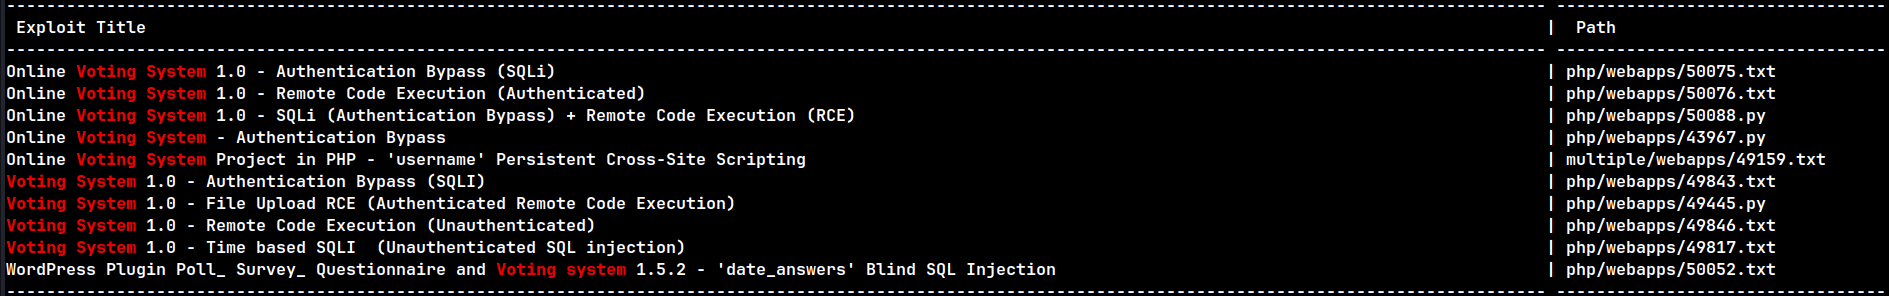 Exploit Title | Path
Online Voting System 1.0 - Authentication Bypass (SQLi) | php/webapps/50075.txt
Online Voting System 1.0 - Remote Code Execution (Authenticated) | php/webapps/50076.txt
Online Voting System 1.0 - SQLi (Authentication Bypass) + Remote Code Execution (RCE) | php/webapps/50088.py
Online Voting System - Authentication Bypass | php/webapps/43967.py
Online Voting System Project in PHP - 'username' Persistent Cross-Site Scripting | multiple/webapps/49159.txt
Voting System 1.0 - Authentication Bypass (SQLI) | php/webapps/49843.txt
Voting System 1.0 - File Upload RCE (Authenticated Remote Code Execution) | php/webapps/49445.py
Voting System 1.0 - Remote Code Execution (Unauthenticated) | php/webapps/49846.txt
Voting System 1.0 - Time based SQLI  (Unauthenticated SQL injection) | php/webapps/49817.txt
WordPress Plugin Poll_ Survey_ Questionnaire and Voting system 1.5.2 - 'date_answers' Blind SQL Injection | php/webapps/50052.txt